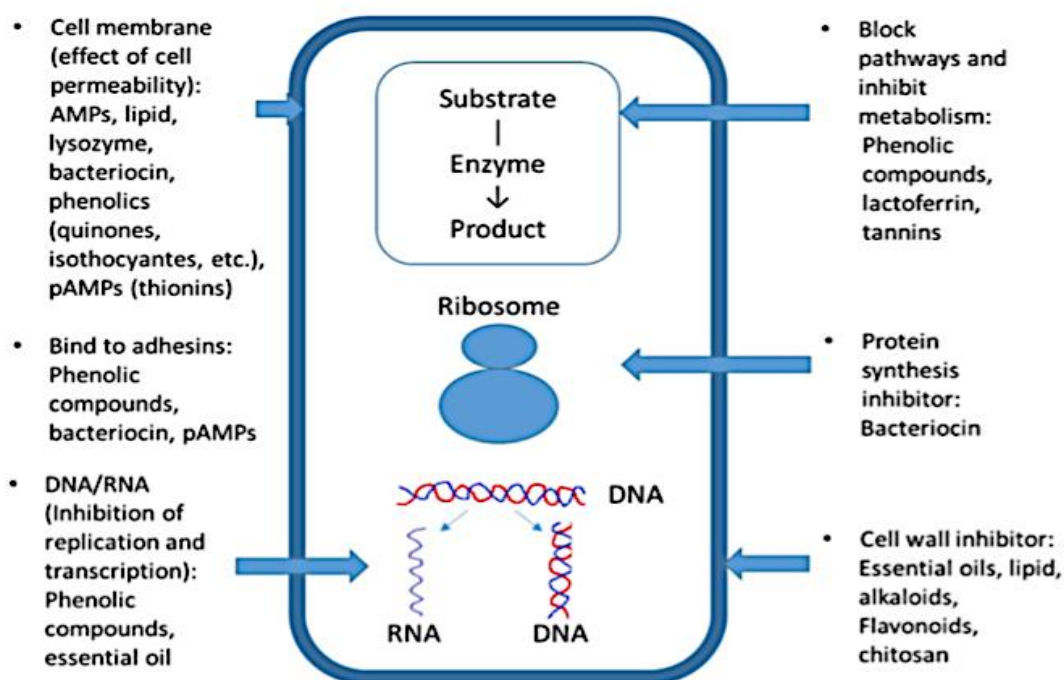 • Cell membrane
(effect of cell
permeability):
AMPs, lipid,
lysozyme,
bacteriocin,
phenolics
(quinones,
isothocyantes, etc.),
pAMPs (thionins)
• Bind to adhesins:
Phenolic
compounds,
bacteriocin, pAMPs
• DNA/RNA
(Inhibition of
replication and
transcription):
Phenolic
compounds,
essential oil
Substrate
Enzyme
Product
Ribosome
DNA
RNA
DNA
• Block
pathways and
inhibit
metabolism:
Phenolic
compounds,
lactoferrin,
tannins
• Protein
synthesis
inhibitor:
Bacteriocin
• Cell wall inhibitor:
Essential oils, lipid,
alkaloids,
Flavonoids,
chitosan